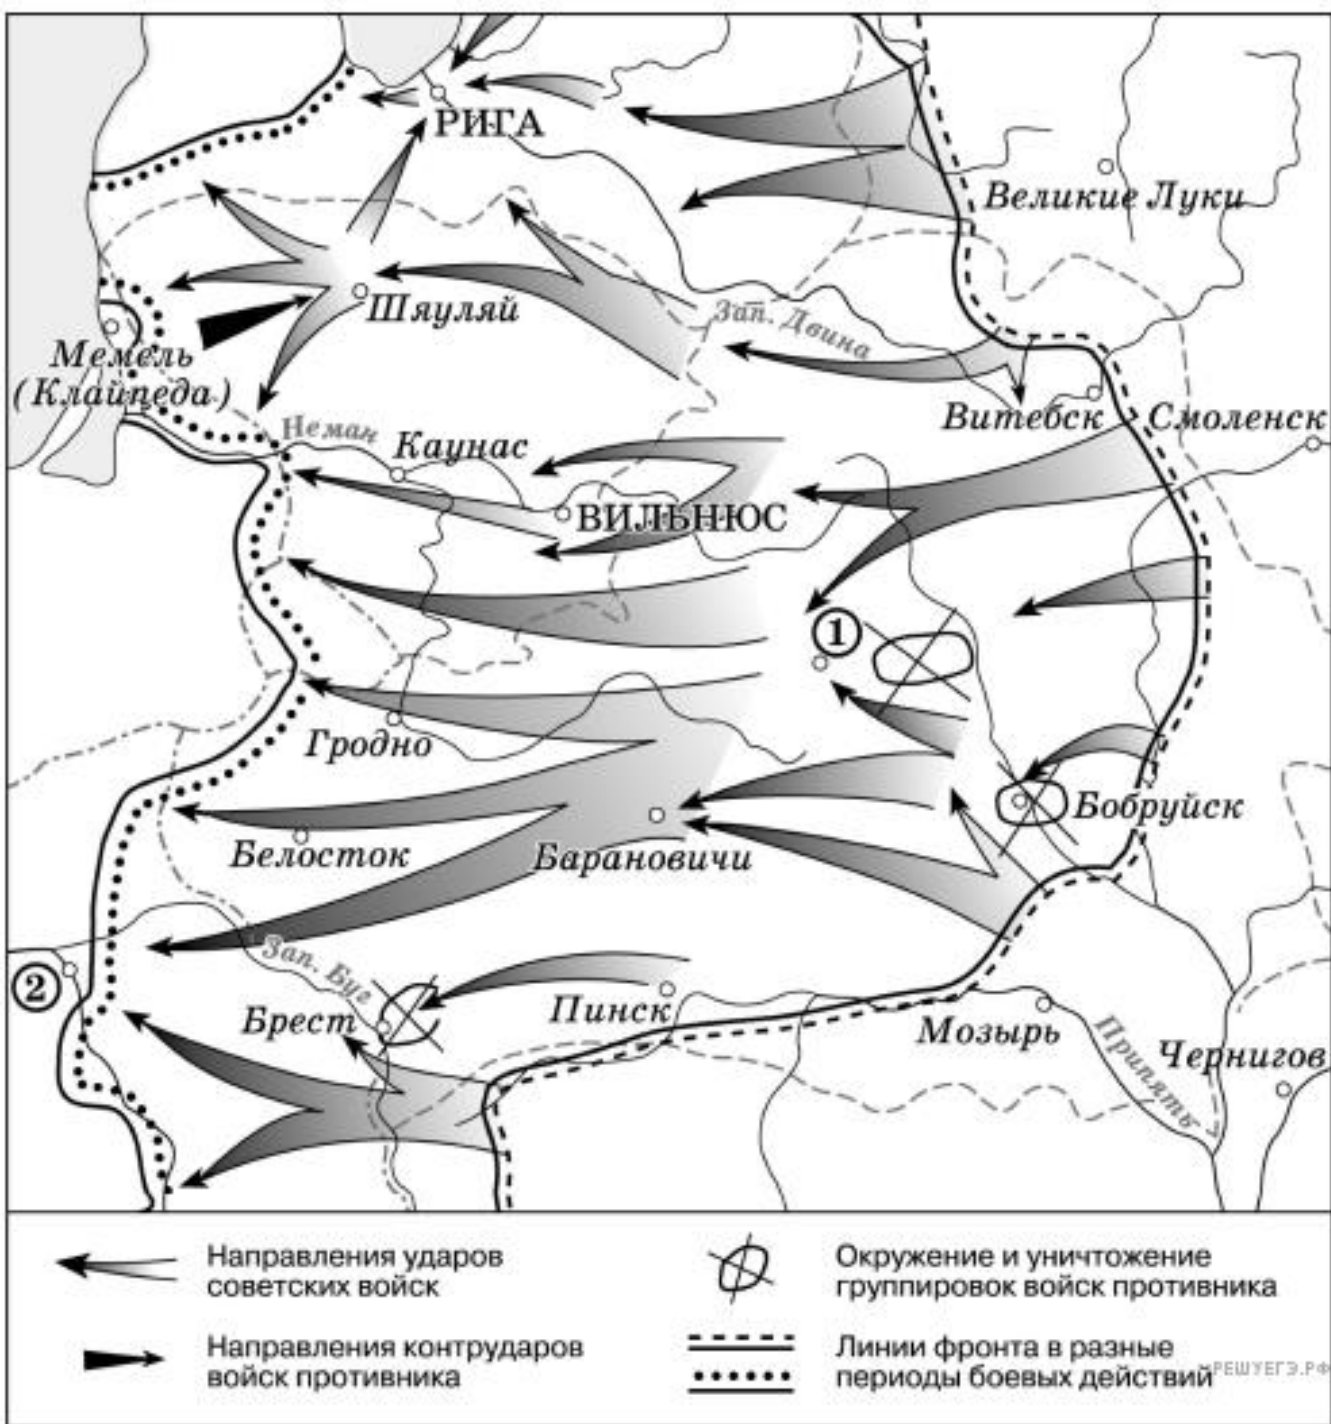 РИГА
Великие Луки
Шяуляй
Зап. Двина
Мемель
(Клайпеда)
Витебск
Смоленск
Неман
Каунас
ВИЛЬНЮС
1
Гродно
Бобруйск
Белосток
Барановичи
Зап. Буг
2
Брест
Пинск
Мозырь
Припять
Чернигов
Направления ударов
советских войск
Окружение и уничтожение
группировок войск противника
Направления контрударов
войск противника
Линии фронта в разные
периоды боевых действий
РЕШУЕГЭ.РФ